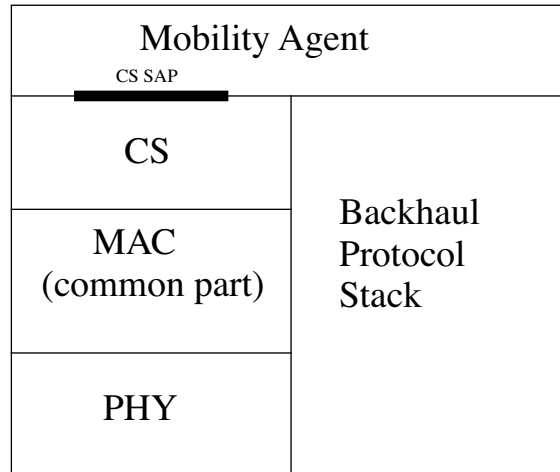 Mobility Agent
CS SAP
CS
MAC
(common part)
PHY
Backhaul
Protocol
Stack